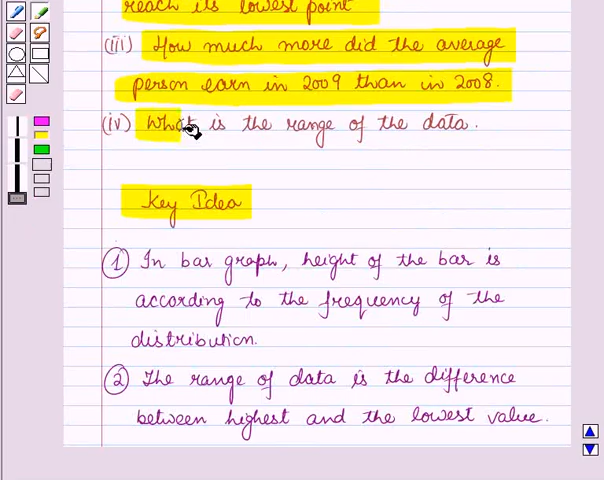 reach its lowest point
(iii) How much more did the average
person earn in 2009 than in 2008.
(iv) What is the range of the data.
Key Idea
1 In bar graph, height of the bar is
according to the frequency of the
distribution.
2 The range of data is the difference
between highest and the lowest value.